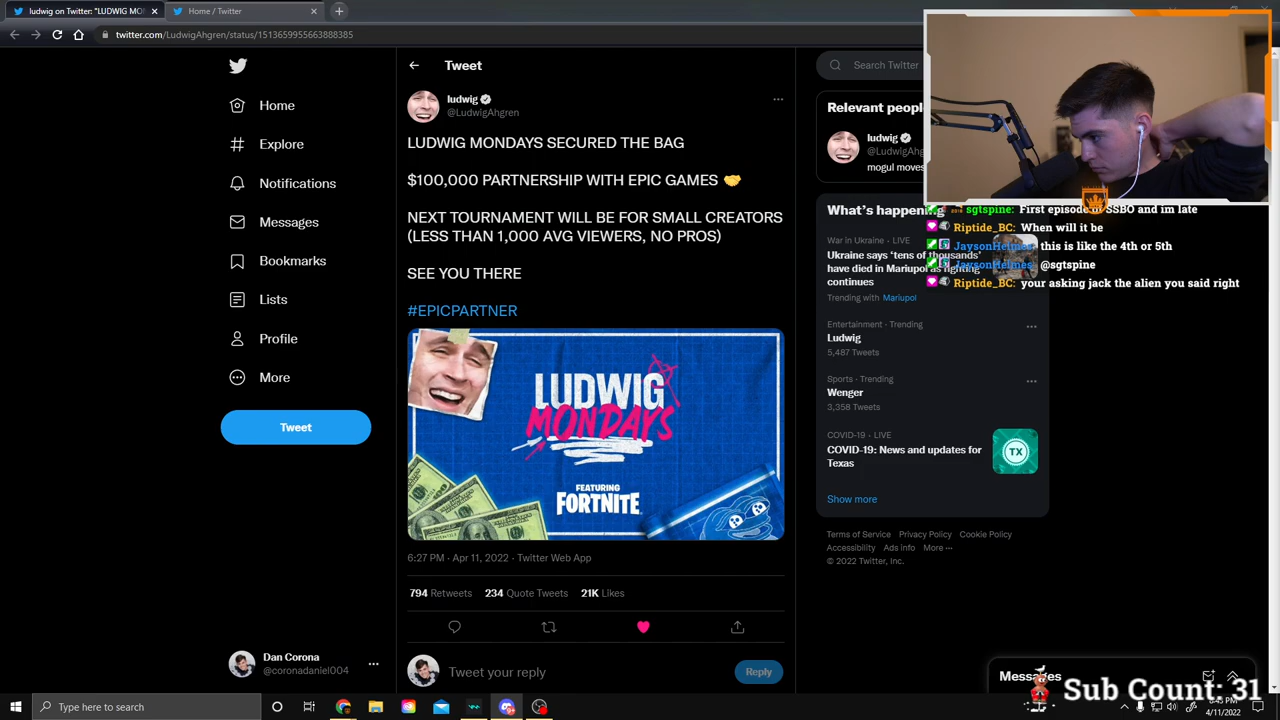 ludwig on Twitter: "LUDWIG MON
Home / Twitter
twitter.com/LudwigAhgren/status/1513659955663888385
Home
Explore
Notifications
Messages
Bookmarks
Lists
Profile
More
Tweet
Dan Corona
@coronadaniel004
Tweet
ludwig
@LudwigAhgren
LUDWIG MONDAYS SECURED THE BAG
$100,000 PARTNERSHIP WITH EPIC GAMES 🤝
NEXT TOURNAMENT WILL BE FOR SMALL CREATORS
(LESS THAN 1,000 AVG VIEWERS, NO PROS)
SEE YOU THERE
#EPICPARTNER
LUDWIG
MONDAYS
FEATURING
FORTNITE
6:27 PM · Apr 11, 2022 · Twitter Web App
794 Retweets 234 Quote Tweets 21K Likes
Tweet your reply
Reply
Search Twitter
Relevant peopl
ludwig
@LudwigAhg
mogul moves
sgtspine: First episode of SSBO and im late
Riptide_BC: When will it be
JaysonHelmes: this is like the 4th or 5th
JaysonHelmes: @sgtspine
Riptide_BC: your asking jack the alien you said right
What's happening
War in Ukraine · LIVE
Ukraine says 'tens of thousands'
have died in Mariupol as fighting
continues
Trending with Mariupol
Entertainment · Trending
Ludwig
5,487 Tweets
Sports · Trending
Wenger
3,358 Tweets
COVID-19 · LIVE
COVID-19: News and updates for
Texas
TX
Show more
Terms of Service Privacy Policy Cookie Policy
Accessibility Ads info More ···
© 2022 Twitter, Inc.
Messages
Sub Count: 31
Type here to search
6:45 PM
4/11/2022